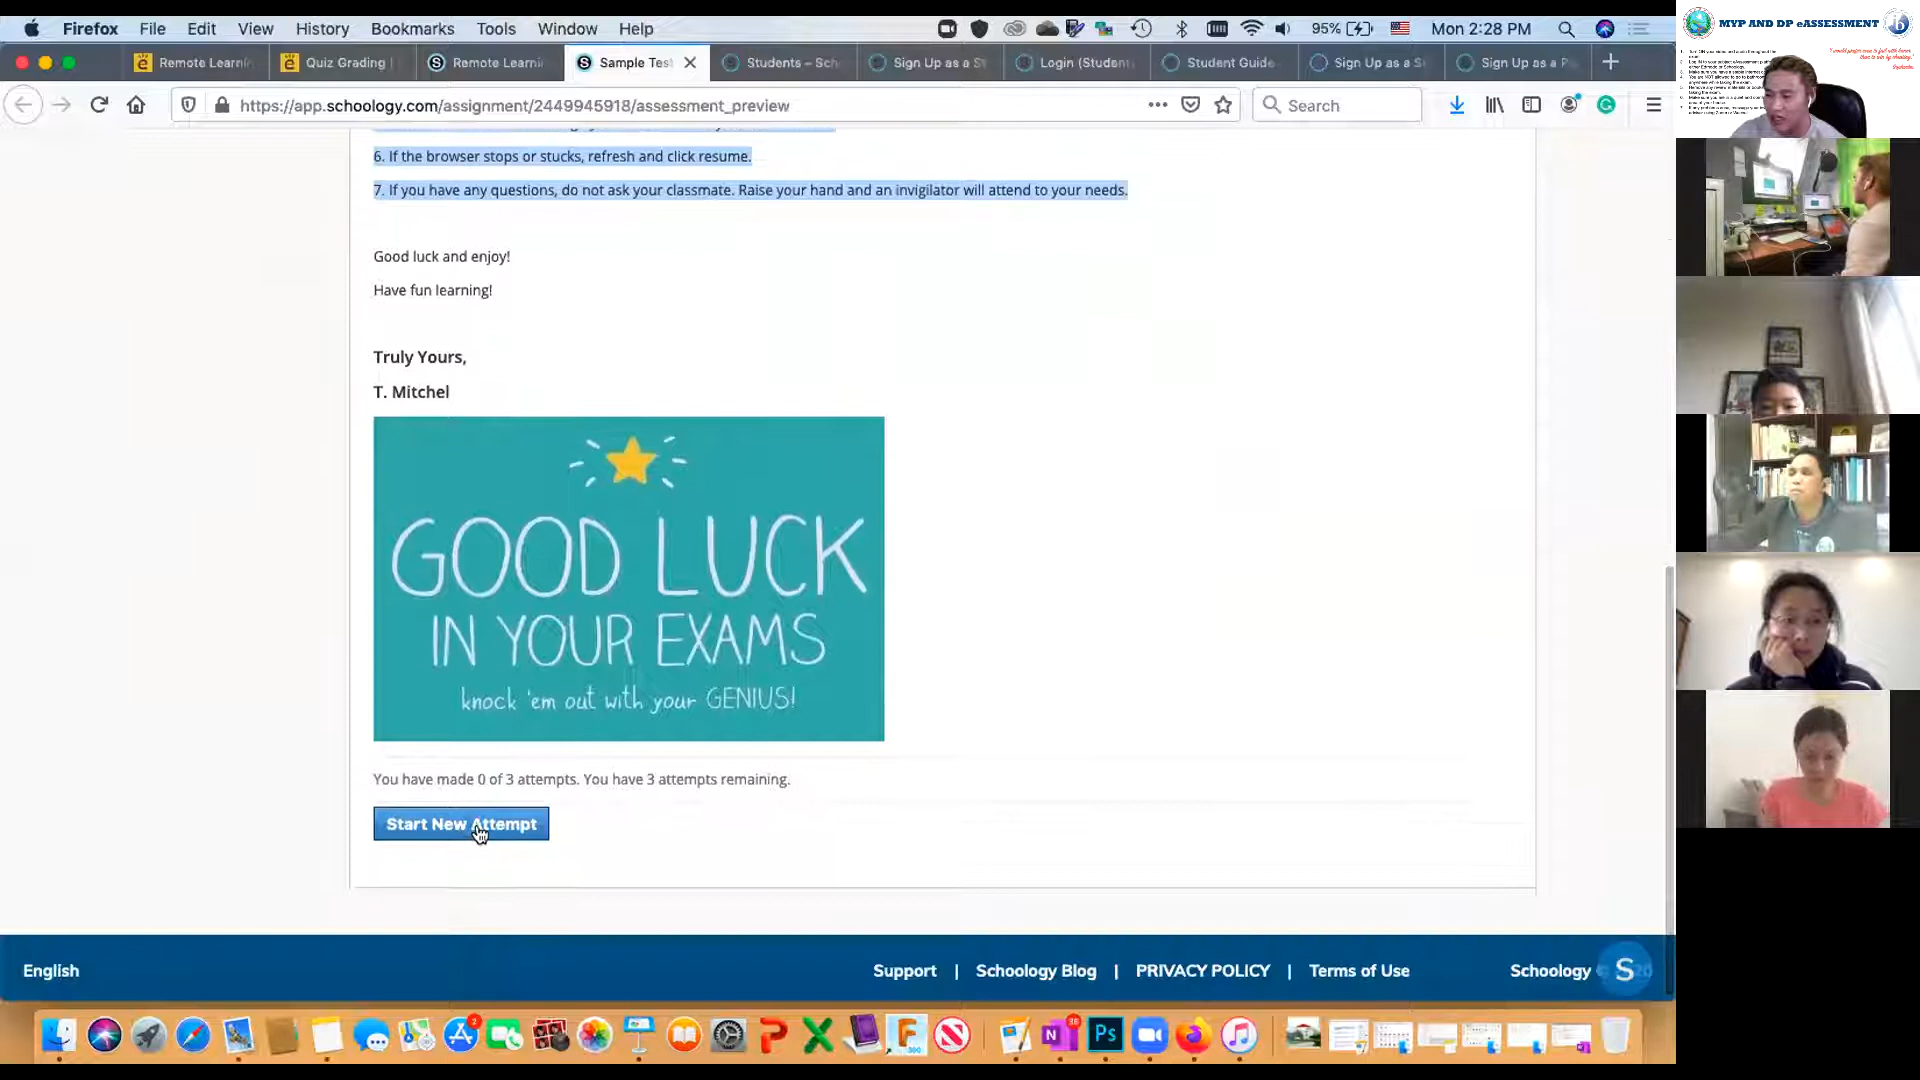 Firefox File Edit View History Bookmarks Tools Window Help 95% Mon 2:28 PM
Remote Learni Quiz Grading Remote Learni Sample Tes Students – Sch Sign Up as a S Login (Student Student Guide Sign Up as a S Sign Up as a P
https://app.schoology.com/assignment/2449945918/assessment_preview Search
6. If the browser stops or stucks, refresh and click resume.
7. If you have any questions, do not ask your classmate. Raise your hand and an invigilator will attend to your needs.
Good luck and enjoy!
Have fun learning!
Truly Yours,
T. Mitchel
GOOD LUCK
IN YOUR EXAMS
knock 'em out with your GENIUS!
You have made 0 of 3 attempts. You have 3 attempts remaining.
Start New Attempt
English Support | Schoology Blog | PRIVACY POLICY | Terms of Use Schoology S
MYP AND DP eASSESSMENT